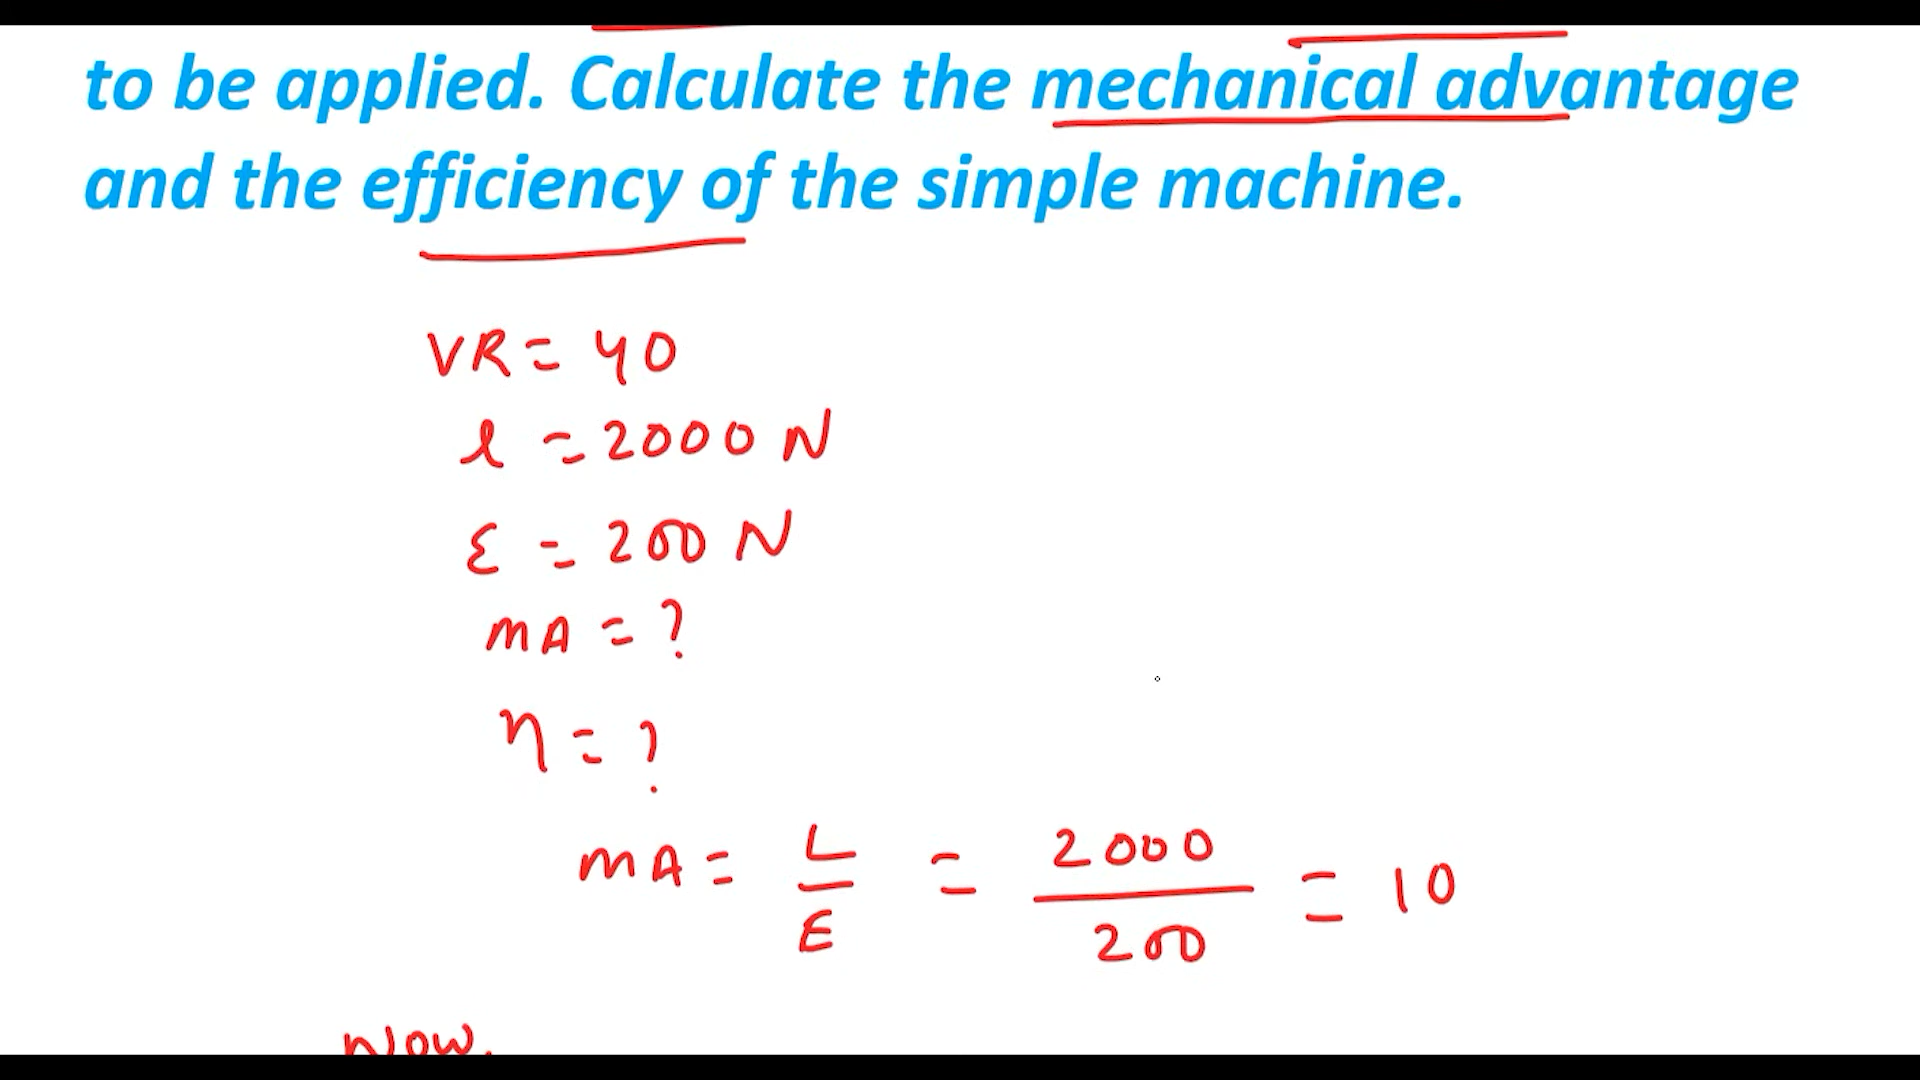 to be applied. Calculate the mechanical advantage
and the efficiency of the simple machine.
VR = 40
l = 2000 N
E = 200 N
MA = ?
η = ?
MA = L/E = 2000/200 = 10
Now,